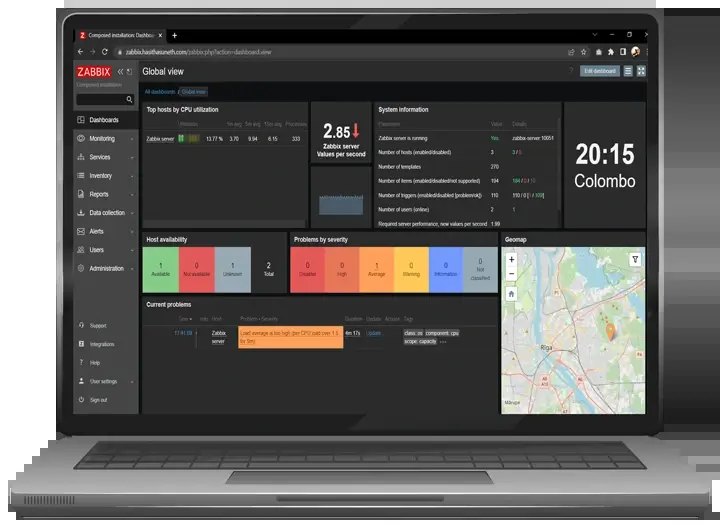 Composed installation: Dashboa
zabbix.hasithasuneth.com/zabbix.php?action=dashboard.view
ZABBIX
Composed installation
Dashboards
Monitoring
Services
Inventory
Reports
Data collection
Alerts
Users
Administration
Support
Integrations
Help
User settings
Sign out
Global view
Edit dashboard
All dashboards / Global view
Top hosts by CPU utilization
Utilization 1m avg 5m avg 15m avg Processes
Zabbix server 13.77 % 3.70 9.94 6.15 333
2.85
Zabbix server
Values per second
System information
Parameter Value Details
Zabbix server is running Yes zabbix-server:10051
Number of hosts (enabled/disabled) 3 3 / 0
Number of templates 270
Number of items (enabled/disabled/not supported) 194 194 / 0 /
Number of triggers (enabled/disabled [problem/ok]) 110 110 / 0 [1 / 109]
Number of users (online) 2 1
Required server performance, new values per second 1.99
20:15
Colombo
Host availability
1 Available
0 Not available
1 Unknown
2 Total
Problems by severity
0 Disaster
0 High
1 Average
0 Warning
0 Information
0 Not classified
Geomap
+
−
Rīga
Mārupe
Current problems
Time Info Host Problem • Severity Duration Update Actions Tags
17:41:09 Zabbix server Load average is too high (per CPU load over 1.5 for 5m) 4m 17s Update class: os component: cpu scope: capacity